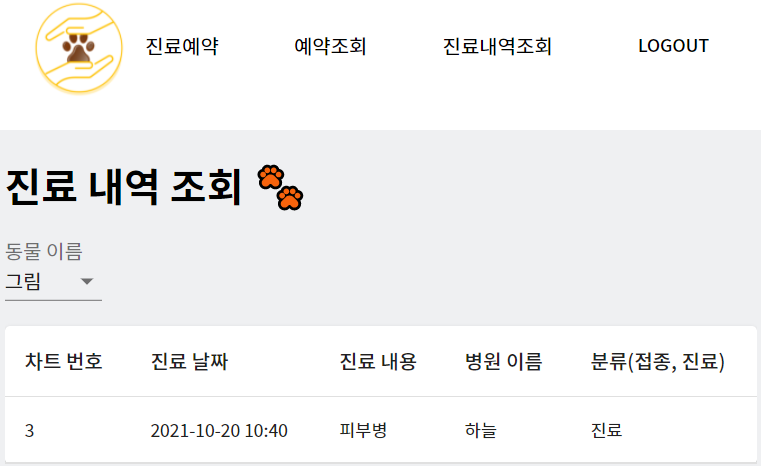 진료예약 예약조회 진료내역조회 LOGOUT
진료 내역 조회
동물 이름
그림
차트 번호 진료 날짜 진료 내용 병원 이름 분류(접종, 진료)
3 2021-10-20 10:40 피부병 하늘 진료